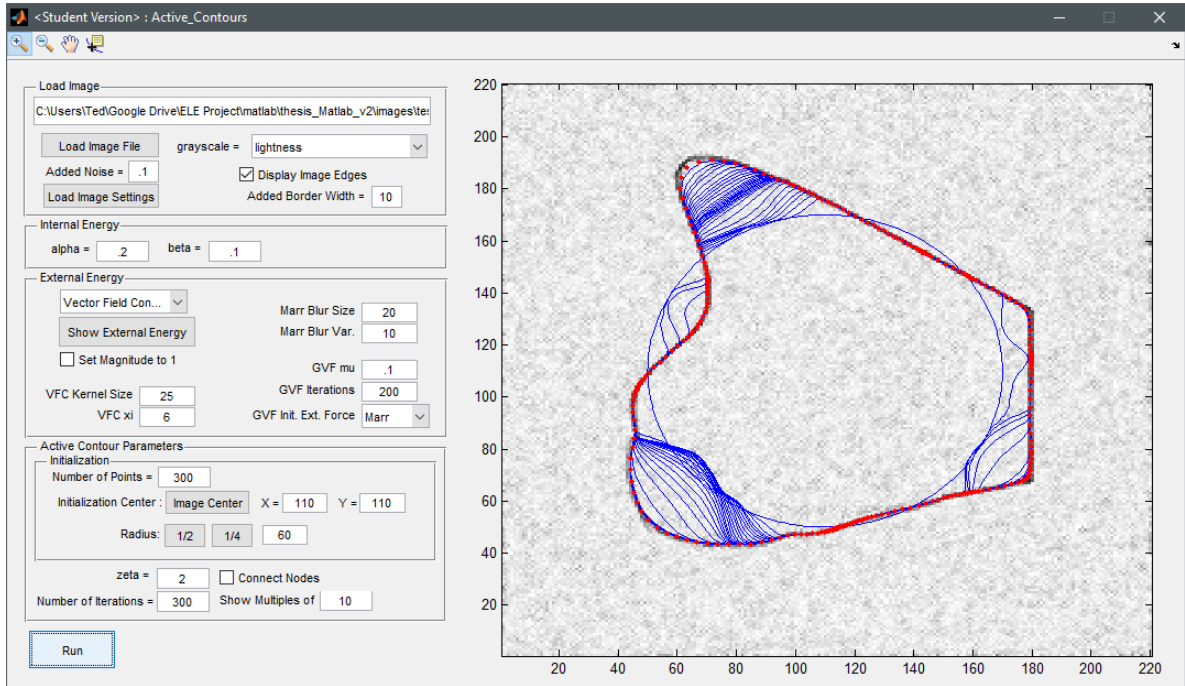 <Student Version> : Active_Contours
Load Image
C:\Users\Ted\Google Drive\ELE Project\matlab\thesis_Matlab_v2\images\te
Load Image File grayscale = lightness
Added Noise = .1 Display Image Edges
Load Image Settings Added Border Width = 10
Internal Energy
alpha = .2 beta = .1
External Energy
Vector Field Con... Marr Blur Size 20
Show External Energy Marr Blur Var. 10
Set Magnitude to 1 GVF mu .1
VFC Kernel Size 25 GVF Iterations 200
VFC xi 6 GVF Init. Ext. Force Marr
Active Contour Parameters
Initialization
Number of Points = 300
Initialization Center : Image Center X = 110 Y = 110
Radius: 1/2 1/4 60
zeta = 2 Connect Nodes
Number of Iterations = 300 Show Multiples of 10
Run
220
200
180
160
140
120
100
80
60
40
20
20 40 60 80 100 120 140 160 180 200 220